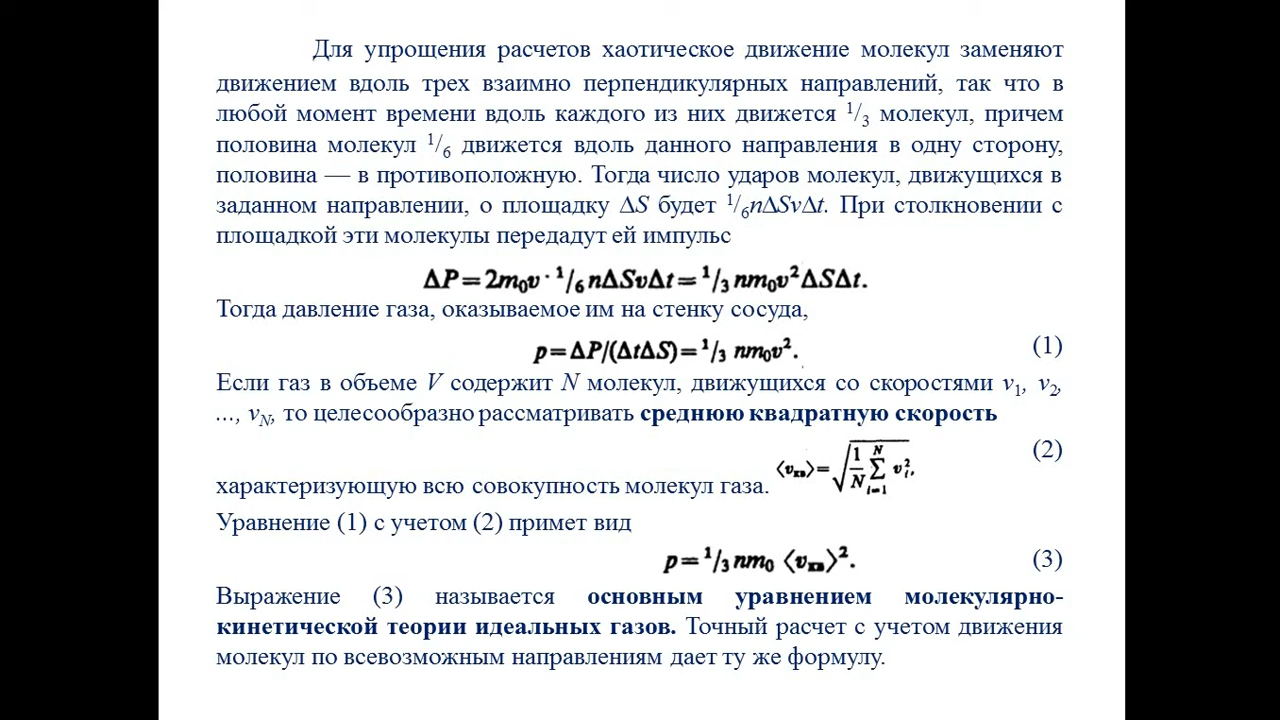 Для упрощения расчетов хаотическое движение молекул заменяют
движением вдоль трех взаимно перпендикулярных направлений, так что в
любой момент времени вдоль каждого из них движется ¹/₃ молекул, причем
половина молекул ¹/₆ движется вдоль данного направления в одну сторону,
половина — в противоположную. Тогда число ударов молекул, движущихся в
заданном направлении, о площадку ΔS будет ¹/₆nΔSvΔt. При столкновении с
площадкой эти молекулы передадут ей импульс
ΔP = 2m₀v · ¹/₆ nΔSvΔt = ¹/₃ nm₀v²ΔSΔt.
Тогда давление газа, оказываемое им на стенку сосуда,
p = ΔP/(ΔtΔS) = ¹/₃ nm₀v². (1)
Если газ в объеме V содержит N молекул, движущихся со скоростями v₁, v₂,
..., v_N, то целесообразно рассматривать среднюю квадратную скорость
⟨v_кв⟩ = √(1/N ∑_{i=1}^{N} v_i²), (2)
характеризующую всю совокупность молекул газа.
Уравнение (1) с учетом (2) примет вид
p = ¹/₃ nm₀ ⟨v_кв⟩². (3)
Выражение (3) называется основным уравнением молекулярно-
кинетической теории идеальных газов. Точный расчет с учетом движения
молекул по всевозможным направлениям дает ту же формулу.